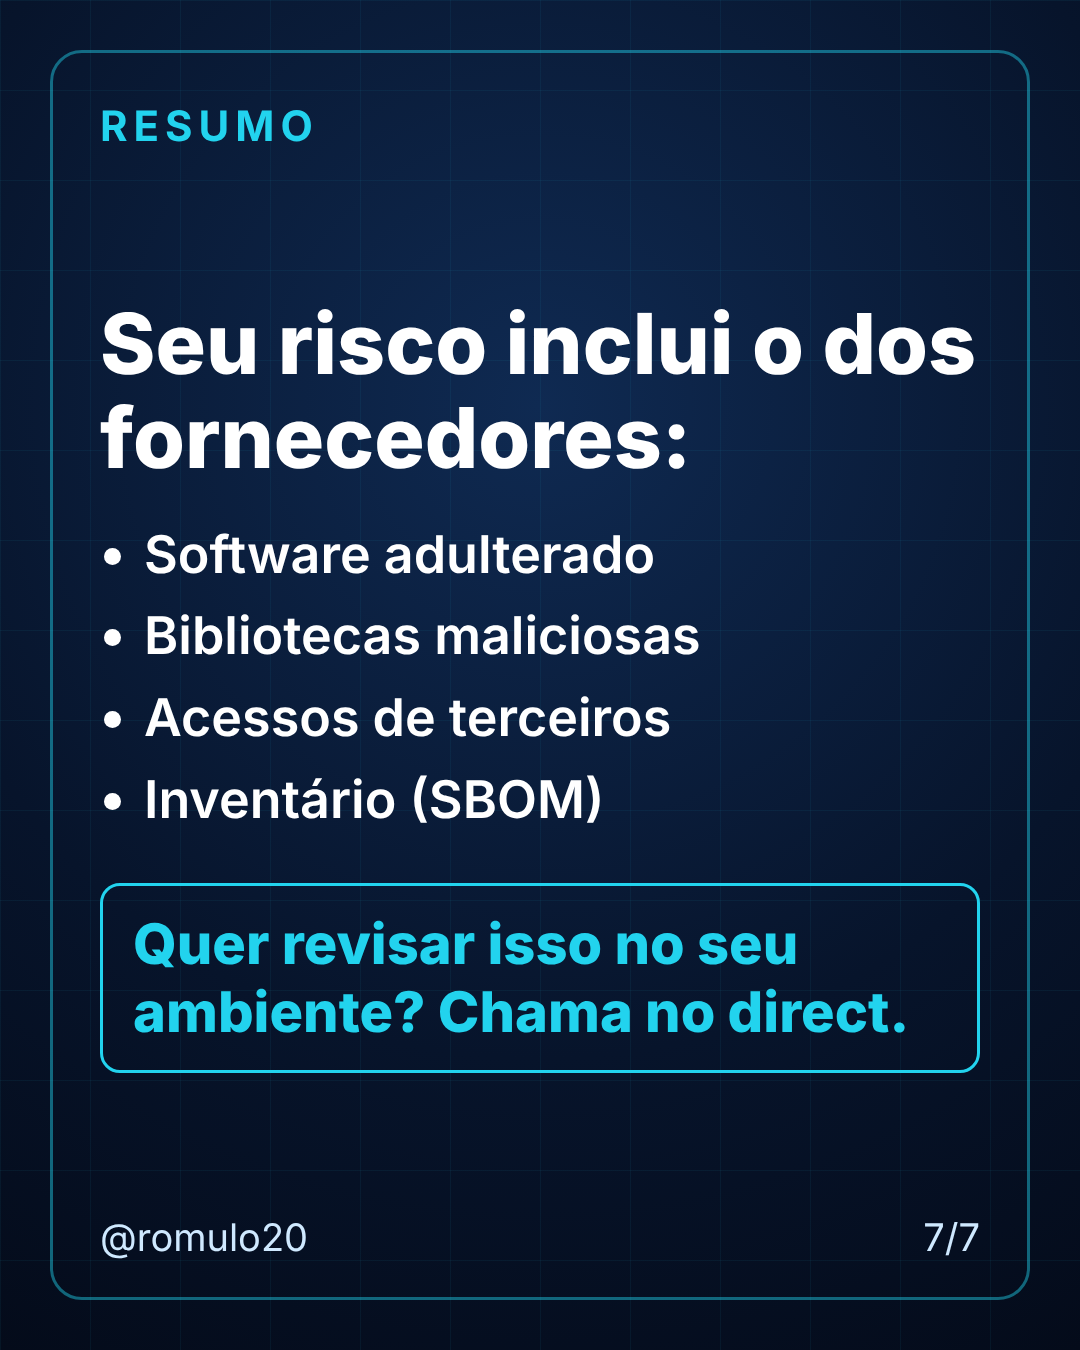 RESUMO
Seu risco inclui o dos
fornecedores:
• Software adulterado
• Bibliotecas maliciosas
• Acessos de terceiros
• Inventário (SBOM)
Quer revisar isso no seu
ambiente? Chama no direct.
@romulo20
7/7